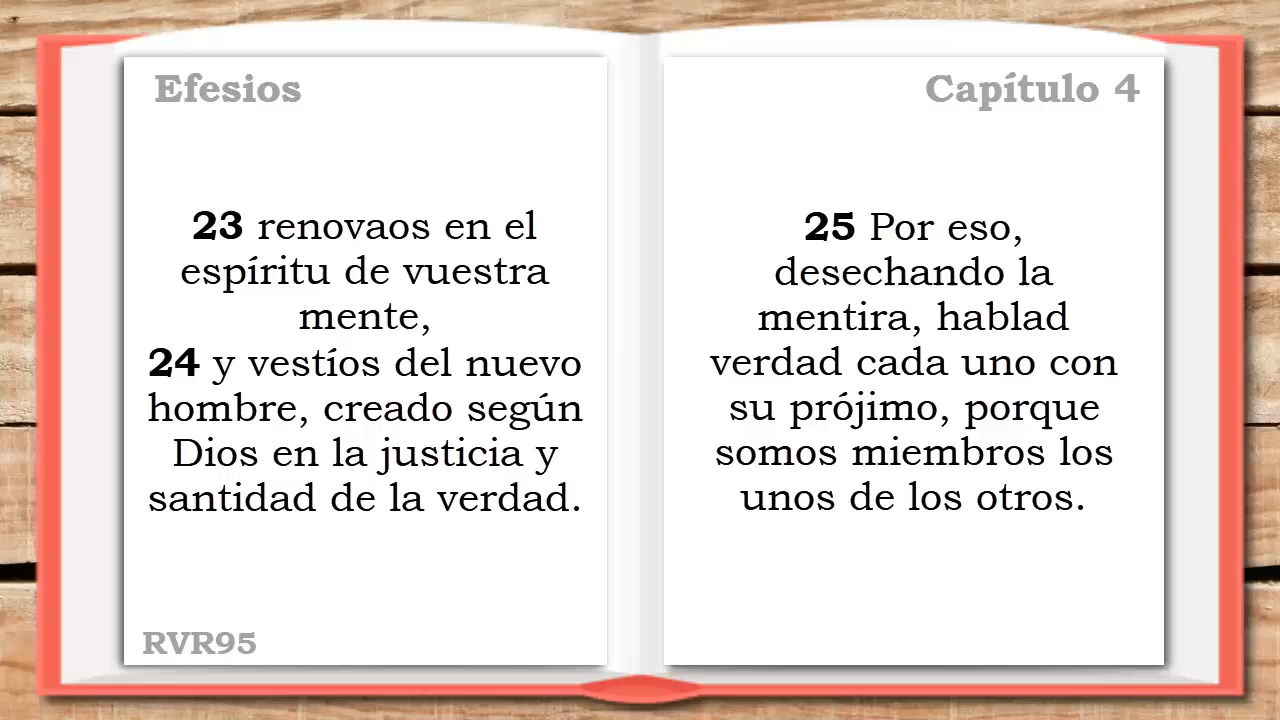 Efesios
23 renovaos en el
espíritu de vuestra
mente,
24 y vestíos del nuevo
hombre, creado según
Dios en la justicia y
santidad de la verdad.
RVR95
Capítulo 4
25 Por eso,
desechando la
mentira, hablad
verdad cada uno con
su prójimo, porque
somos miembros los
unos de los otros.